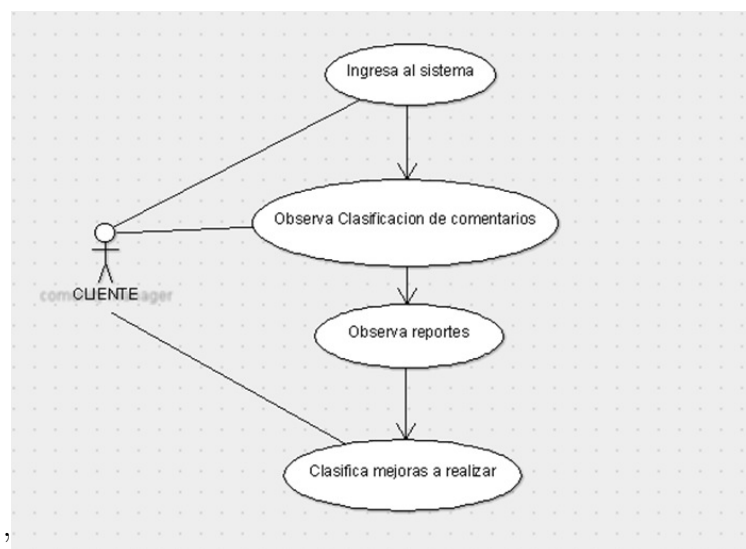 Ingresa al sistema
Observa Clasificacion de comentarios
CLIENTE
Observa reportes
Clasifica mejoras a realizar
,